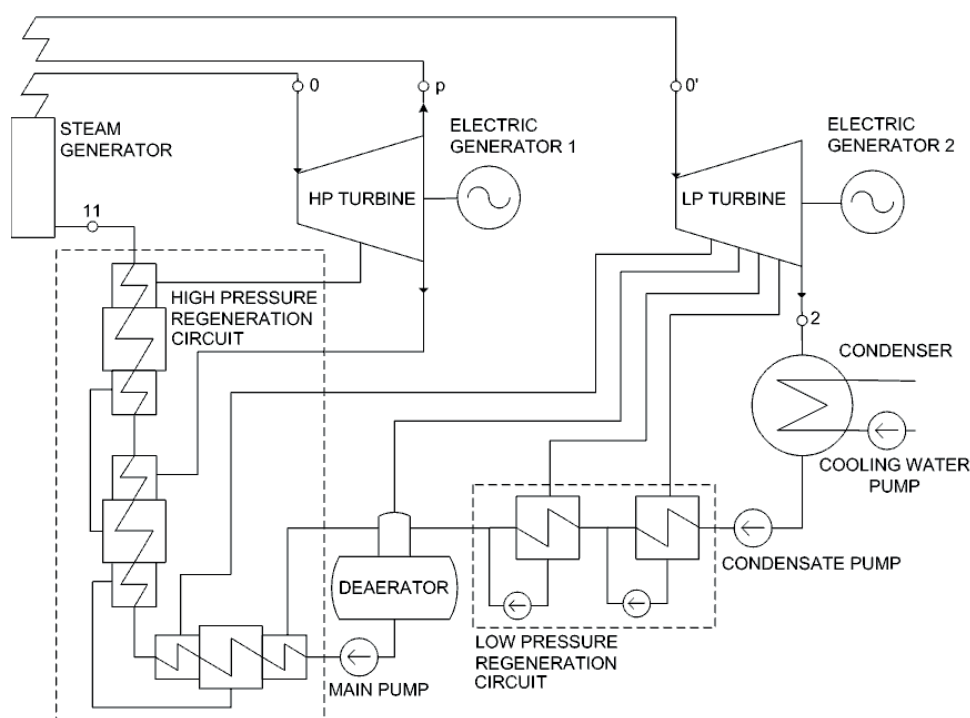 0
p
0'
STEAM
GENERATOR
ELECTRIC
GENERATOR 1
ELECTRIC
GENERATOR 2
HP TURBINE
LP TURBINE
11
HIGH PRESSURE
REGENERATION
CIRCUIT
2
CONDENSER
COOLING WATER
PUMP
CONDENSATE PUMP
DEAERATOR
LOW PRESSURE
REGENERATION
CIRCUIT
MAIN PUMP